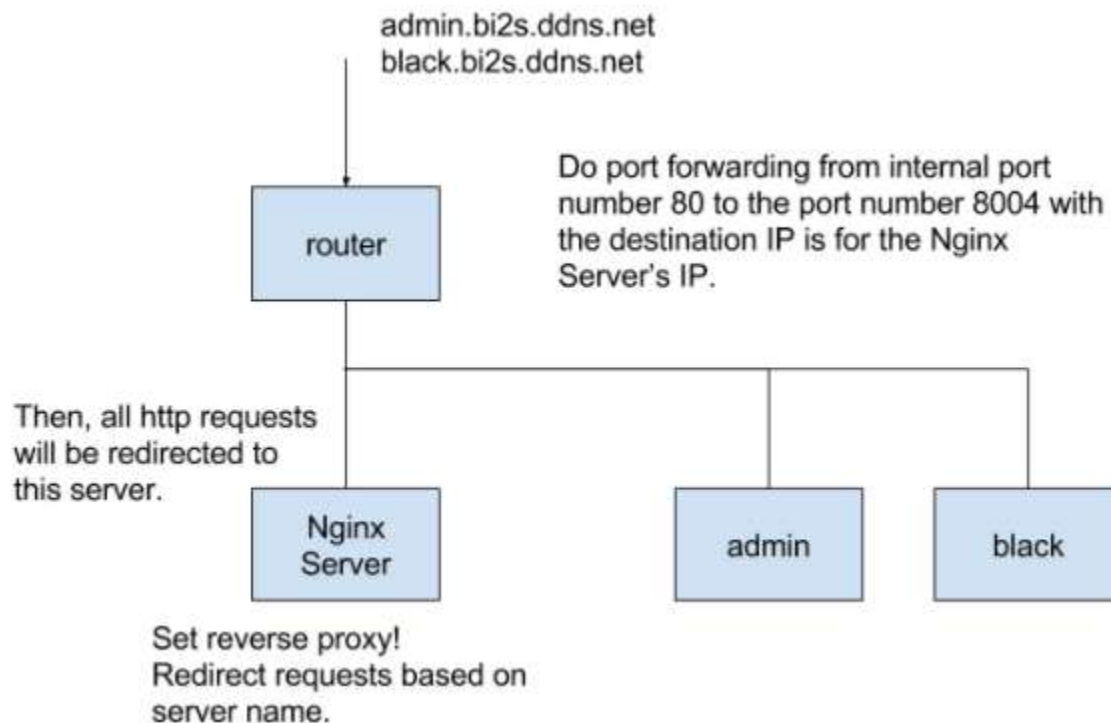 admin.bi2s.ddns.net
black.bi2s.ddns.net
Do port forwarding from internal port
number 80 to the port number 8004 with
the destination IP is for the Nginx
Server's IP.
router
Then, all http requests
will be redirected to
this server.
Nginx
Server
admin
black
Set reverse proxy!
Redirect requests based on
server name.